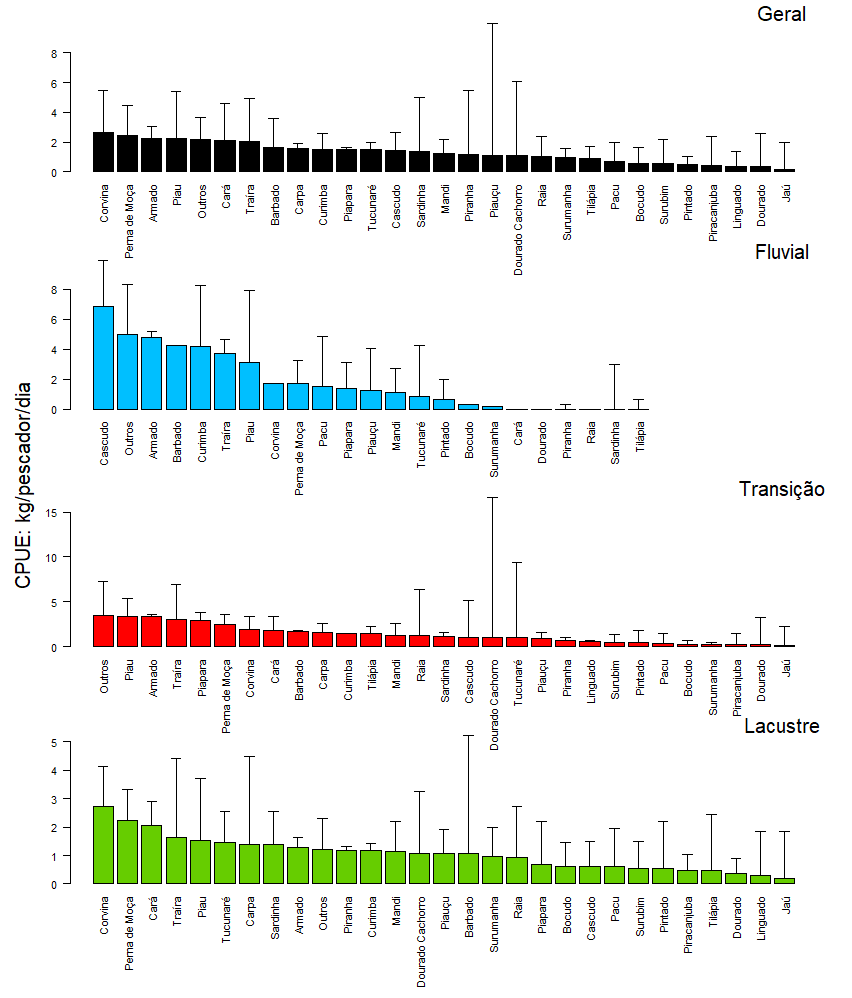 Geral
8
6
4
2
0
Corvina
Perna de Moça
Armado
Piau
Outros
Cará
Traíra
Barbado
Carpa
Curimba
Piapara
Tucunaré
Cascudo
Sardinha
Mandi
Piranha
Piauçu
Dourado Cachorro
Raia
Surumanha
Tilápia
Pacu
Bocudo
Surubim
Pintado
Piracanjuba
Linguado
Dourado
Jaú
CPUE: kg/pescador/dia
Fluvial
8
6
4
2
0
Cascudo
Outros
Armado
Barbado
Curimba
Traíra
Piau
Corvina
Perna de Moça
Pacu
Piapara
Piauçu
Mandi
Tucunaré
Pintado
Bocudo
Surumanha
Cará
Dourado
Piranha
Raia
Sardinha
Tilápia
Transição
15
10
5
0
Outros
Piau
Armado
Traíra
Piapara
Perna de Moça
Corvina
Cará
Barbado
Carpa
Curimba
Tilápia
Mandi
Raia
Sardinha
Cascudo
Dourado Cachorro
Tucunaré
Piauçu
Piranha
Linguado
Surubim
Pintado
Pacu
Bocudo
Surumanha
Piracanjuba
Dourado
Jaú
Lacustre
5
4
3
2
1
0
Corvina
Perna de Moça
Cará
Traíra
Piau
Tucunaré
Carpa
Sardinha
Armado
Outros
Piranha
Curimba
Mandi
Dourado Cachorro
Piauçu
Barbado
Surumanha
Raia
Piapara
Bocudo
Cascudo
Pacu
Surubim
Pintado
Piracanjuba
Tilápia
Dourado
Linguado
Jaú